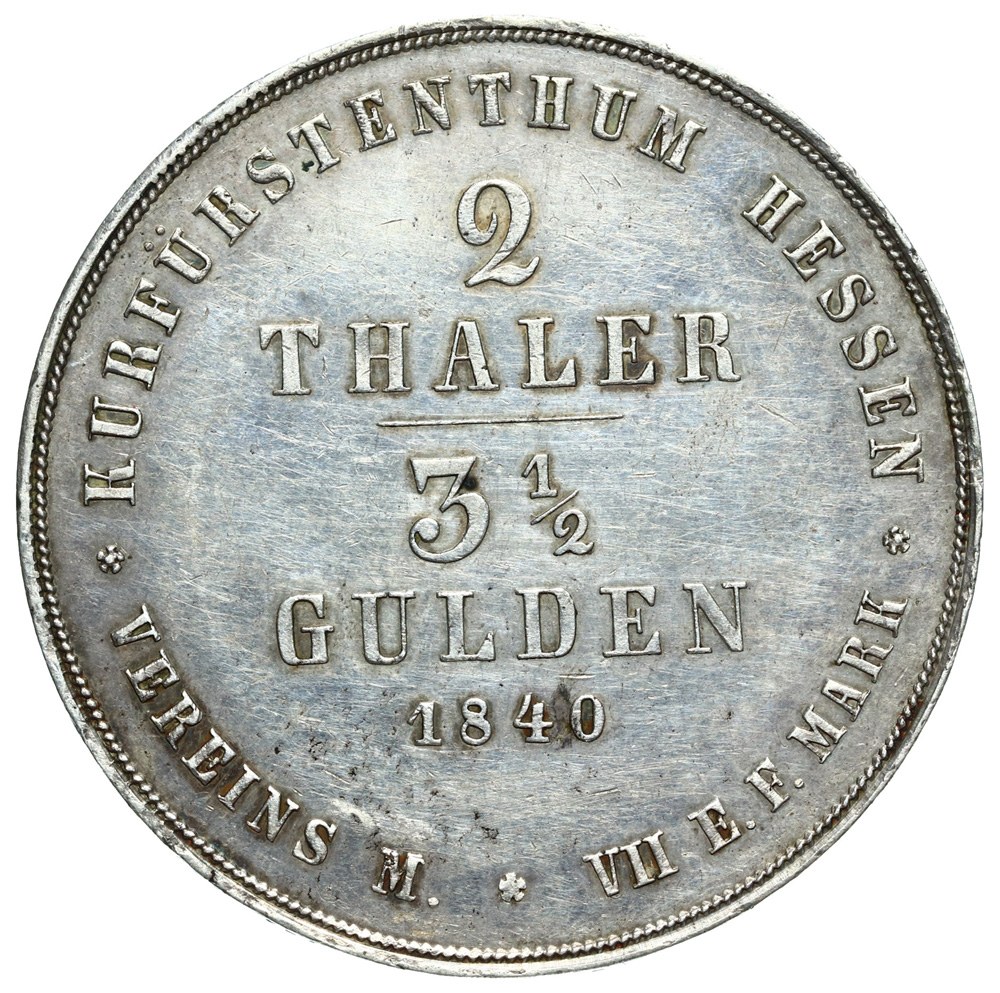 KURFÜRSTENTHUM HESSEN
2
THALER
3 1/2
GULDEN
1840
VEREINS M. * VII E. F. MARK